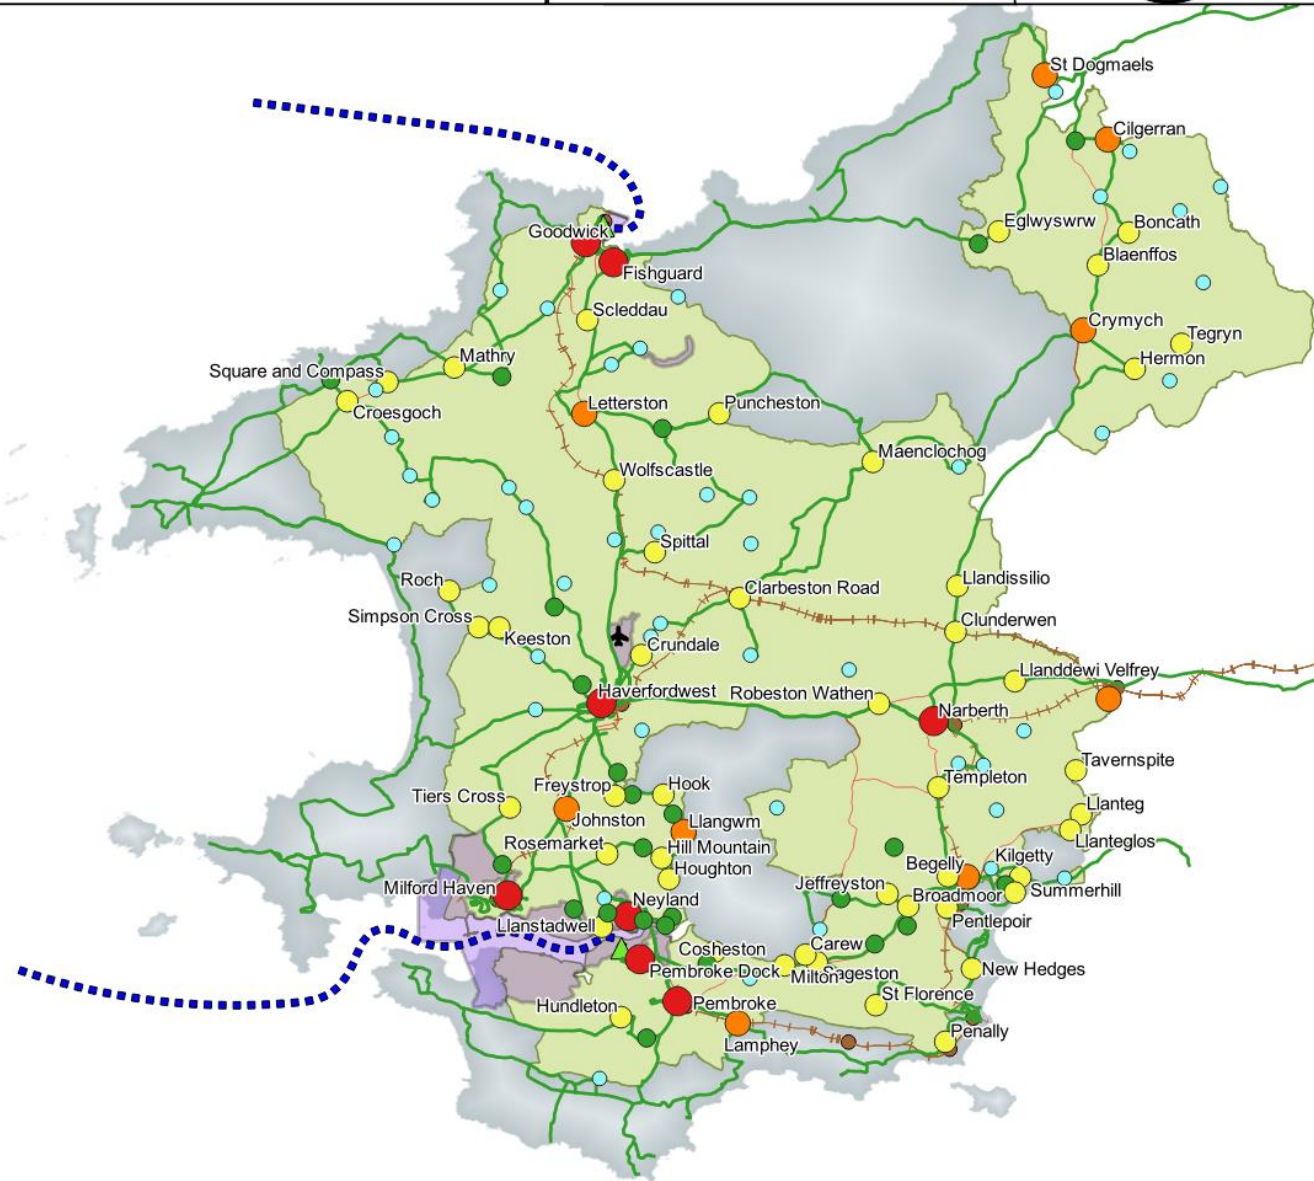 St Dogmaels
Cilgerran
Eglwyswrw
Boncath
Goodwick
Blaenffos
Fishguard
Scleddau
Crymych
Tegryn
Mathry
Hermon
Square and Compass
Croesgoch
Letterston
Puncheston
Maenclochog
Wolfscastle
Spittal
Roch
Clarbeston Road
Llandissilio
Simpson Cross
Keeston
Clunderwen
Crundale
Llanddewi Velfrey
Haverfordwest
Robeston Wathen
Narberth
Tavernspite
Templeton
Freystrop
Hook
Tiers Cross
Johnston
Llangwm
Llanteg
Rosemarket
Hill Mountain
Llanteglos
Houghton
Begelly
Kilgetty
Milford Haven
Jeffreyston
Broadmoor
Summerhill
Neyland
Llanstadwell
Pentlepoir
Cosheston
Carew
Pembroke Dock
Milton
Sageston
New Hedges
Hundleton
Pembroke
St Florence
Lamphey
Penally